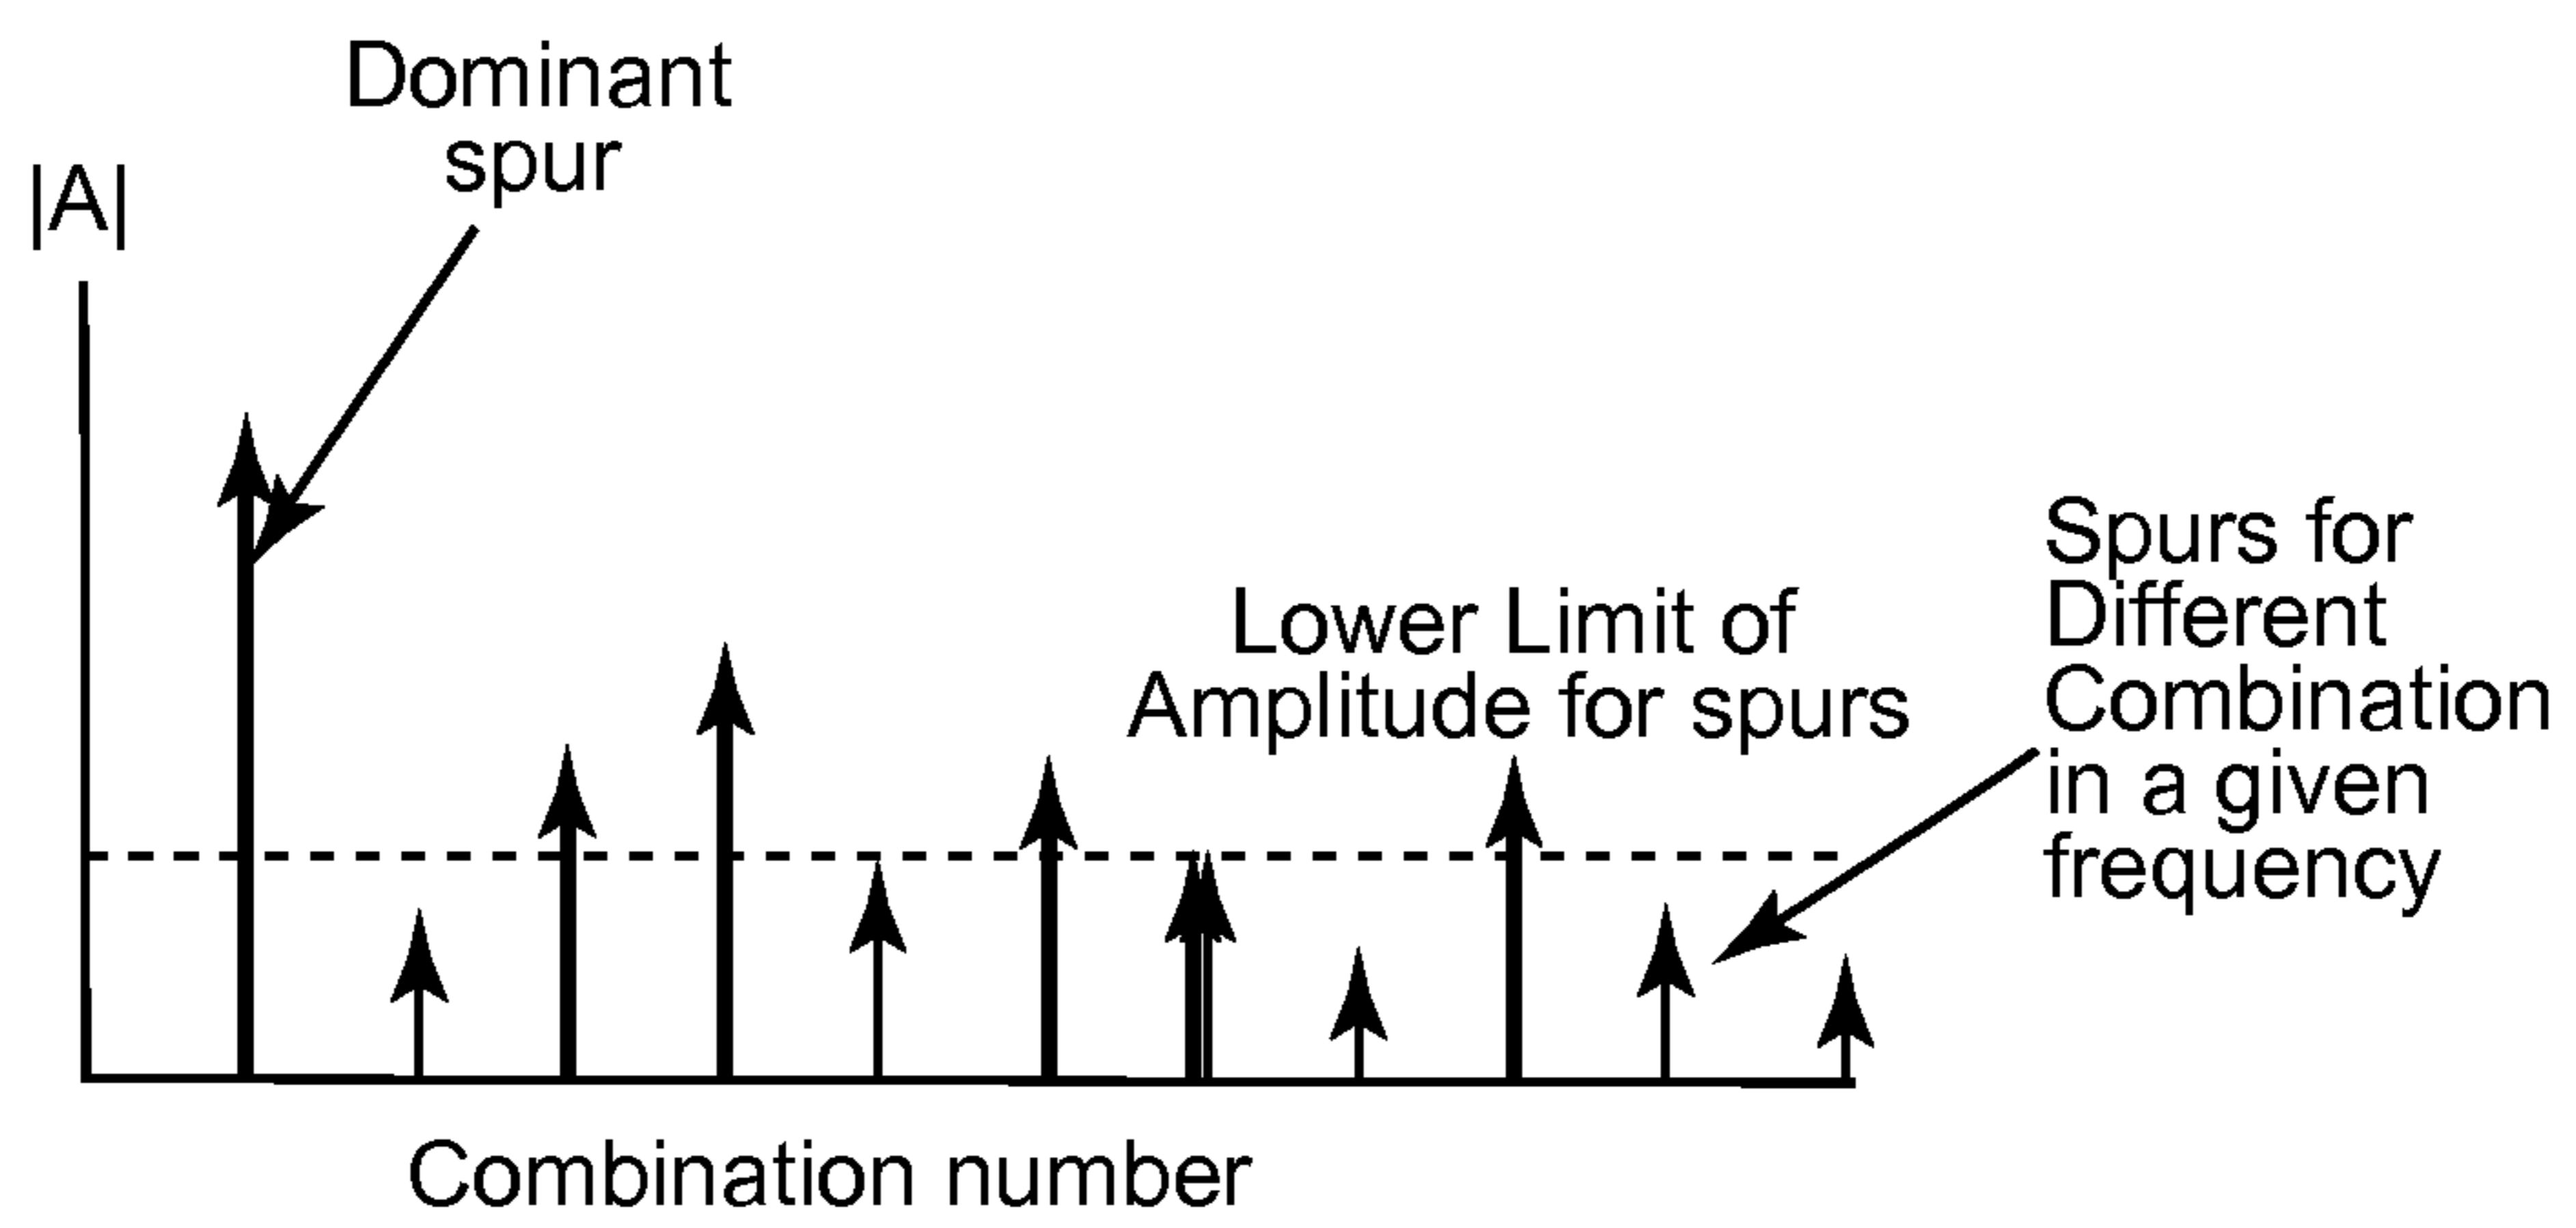 Dominant
spur
|A|
Lower Limit of
Amplitude for spurs
Spurs for
Different
Combination
in a given
frequency
Combination number